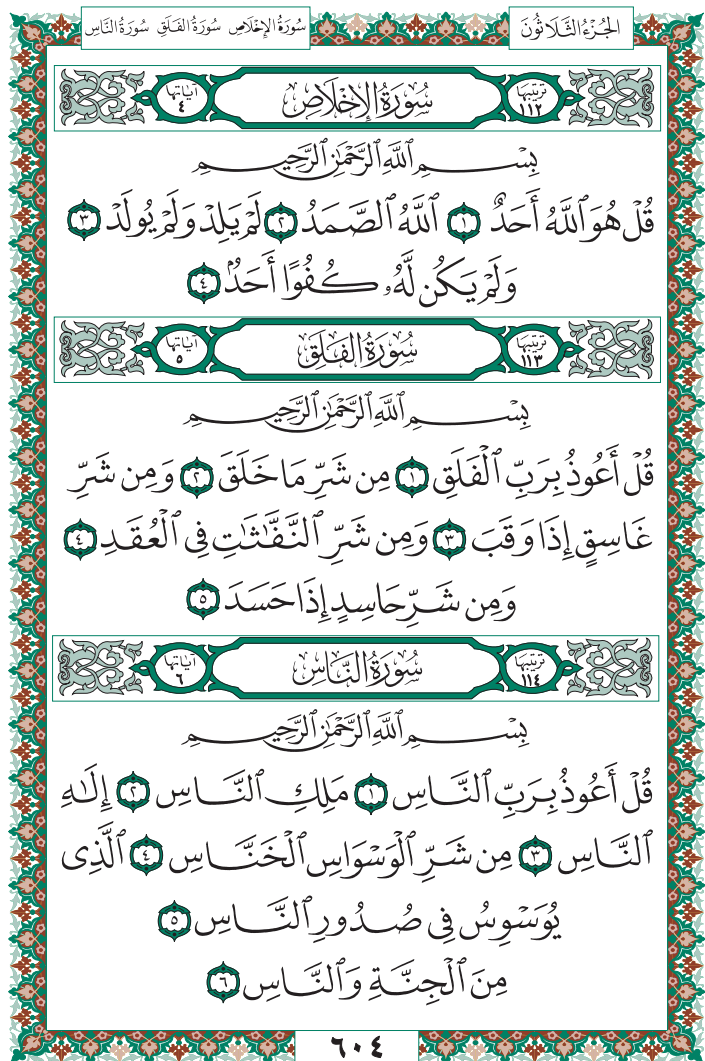 الجُزْءُ الثَّلَاثُونَ
سُورَةُ الإِخْلَاصِ سُورَةُ الفَلَقِ سُورَةُ النَّاسِ
ترتيبها ١١٢ سُورَةُ الإِخْلَاصِ آياتها ٤
بِسْمِ ٱللَّهِ ٱلرَّحْمَٰنِ ٱلرَّحِيمِ
قُلْ هُوَ ٱللَّهُ أَحَدٌ ١ ٱللَّهُ ٱلصَّمَدُ ٢ لَمْ يَلِدْ وَلَمْ يُولَدْ ٣
وَلَمْ يَكُن لَّهُۥ كُفُوًا أَحَدٌۢ ٤
ترتيبها ١١٣ سُورَةُ الفَلَقِ آياتها ٥
بِسْمِ ٱللَّهِ ٱلرَّحْمَٰنِ ٱلرَّحِيمِ
قُلْ أَعُوذُ بِرَبِّ ٱلْفَلَقِ ١ مِن شَرِّ مَا خَلَقَ ٢ وَمِن شَرِّ
غَاسِقٍ إِذَا وَقَبَ ٣ وَمِن شَرِّ ٱلنَّفَّٰثَٰتِ فِى ٱلْعُقَدِ ٤
وَمِن شَرِّ حَاسِدٍ إِذَا حَسَدَ ٥
ترتيبها ١١٤ سُورَةُ النَّاسِ آياتها ٦
بِسْمِ ٱللَّهِ ٱلرَّحْمَٰنِ ٱلرَّحِيمِ
قُلْ أَعُوذُ بِرَبِّ ٱلنَّاسِ ١ مَلِكِ ٱلنَّاسِ ٢ إِلَٰهِ
ٱلنَّاسِ ٣ مِن شَرِّ ٱلْوَسْوَاسِ ٱلْخَنَّاسِ ٤ ٱلَّذِى
يُوَسْوِسُ فِى صُدُورِ ٱلنَّاسِ ٥
مِنَ ٱلْجِنَّةِ وَٱلنَّاسِ ٦
٦٠٤